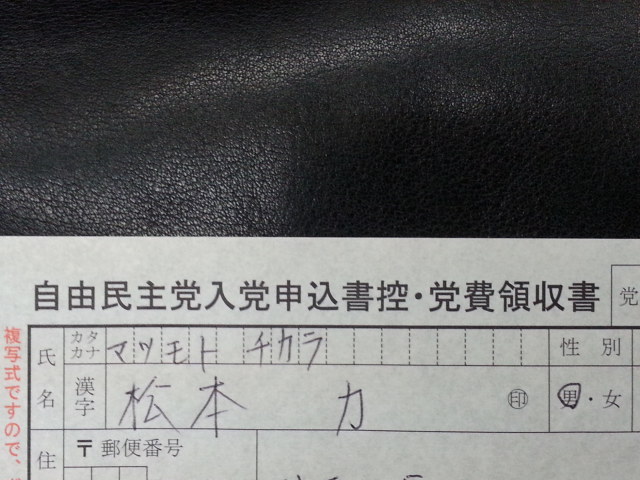 自由民主党入党申込書控・党費領収書 党
カタカナ マツモト チカラ 性別
氏名 漢字 松本 力 ㊞ 男・女
住 〒郵便番号
複写式ですので、